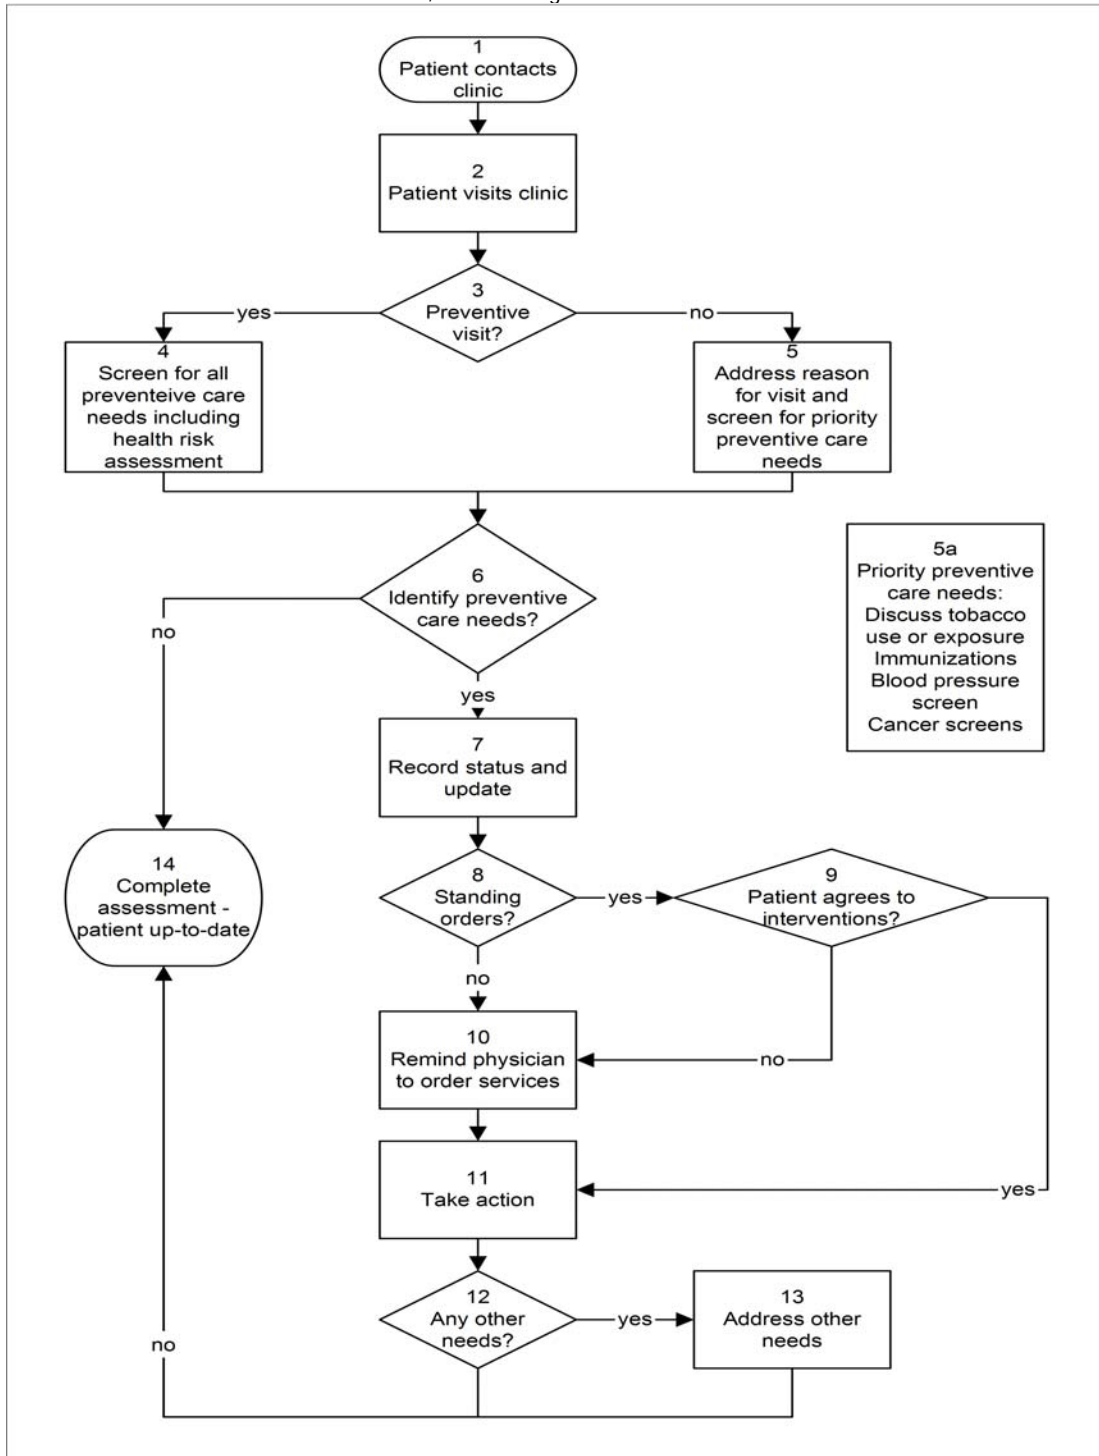 1
Patient contacts
clinic
2
Patient visits clinic
3
Preventive
visit?
yes
no
4
Screen for all
preventeive care
needs including
health risk
assessment
5
Address reason
for visit and
screen for priority
preventive care
needs
5a
Priority preventive
care needs:
Discuss tobacco
use or exposure
Immunizations
Blood pressure
screen
Cancer screens
6
Identify preventive
care needs?
no
yes
7
Record status and
update
8
Standing
orders?
yes
9
Patient agrees to
interventions?
14
Complete
assessment -
patient up-to-date
no
10
Remind physician
to order services
no
11
Take action
yes
12
Any other
needs?
yes
13
Address other
needs
no